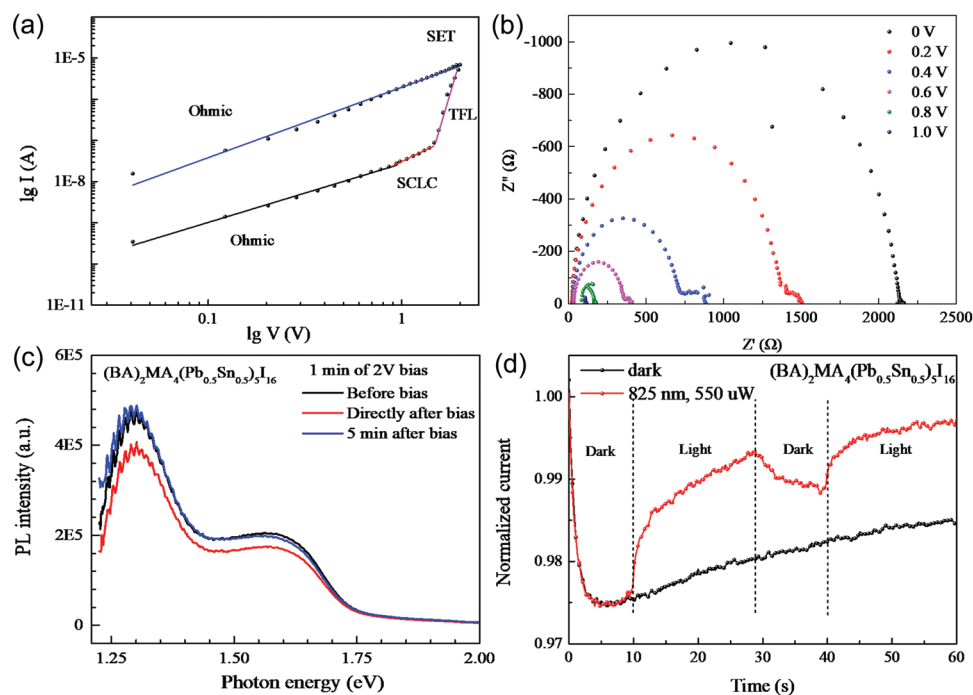 (a)
SET
Ohmic
TFL
SCLC
Ohmic
lg I (A)
1E-5
1E-8
1E-11
0.1
1
lg V (V)
(b)
0 V
0.2 V
0.4 V
0.6 V
0.8 V
1.0 V
Z'' (Ω)
-1000
-800
-600
-400
-200
0
0
500
1000
1500
2000
2500
Z' (Ω)
(c)
(BA)₂MA₄(Pb₀.₅Sn₀.₅)₅I₁₆
1 min of 2V bias
Before bias
Directly after bias
5 min after bias
PL intensity (a.u.)
6E5
4E5
2E5
0
1.25
1.50
1.75
2.00
Photon energy (eV)
(d)
dark
825 nm, 550 uW
(BA)₂MA₄(Pb₀.₅Sn₀.₅)₅I₁₆
Dark
Light
Dark
Light
Normalized current
1.00
0.99
0.98
0.97
0
10
20
30
40
50
60
Time (s)